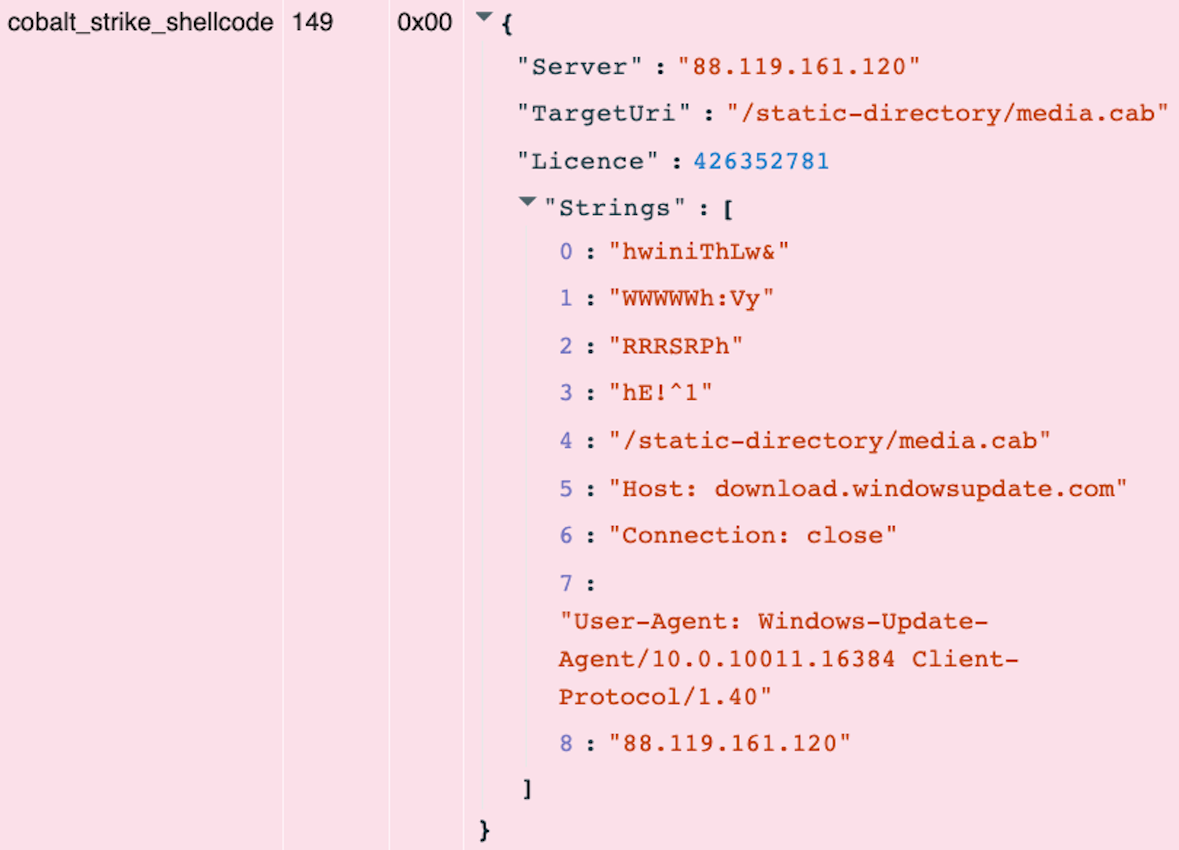 cobalt_strike_shellcode 149 0x00 {
"Server" : "88.119.161.120"
"TargetUri" : "/static-directory/media.cab"
"Licence" : 426352781
"Strings" : [
0 : "hwiniThLw&"
1 : "WWWWWh:Vy"
2 : "RRRSRPh"
3 : "hE!^1"
4 : "/static-directory/media.cab"
5 : "Host: download.windowsupdate.com"
6 : "Connection: close"
7 :
"User-Agent: Windows-Update-
Agent/10.0.10011.16384 Client-
Protocol/1.40"
8 : "88.119.161.120"
]
}